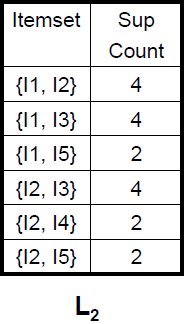 Itemset Sup Count
{I1, I2} 4
{I1, I3} 4
{I1, I5} 2
{I2, I3} 4
{I2, I4} 2
{I2, I5} 2
L2